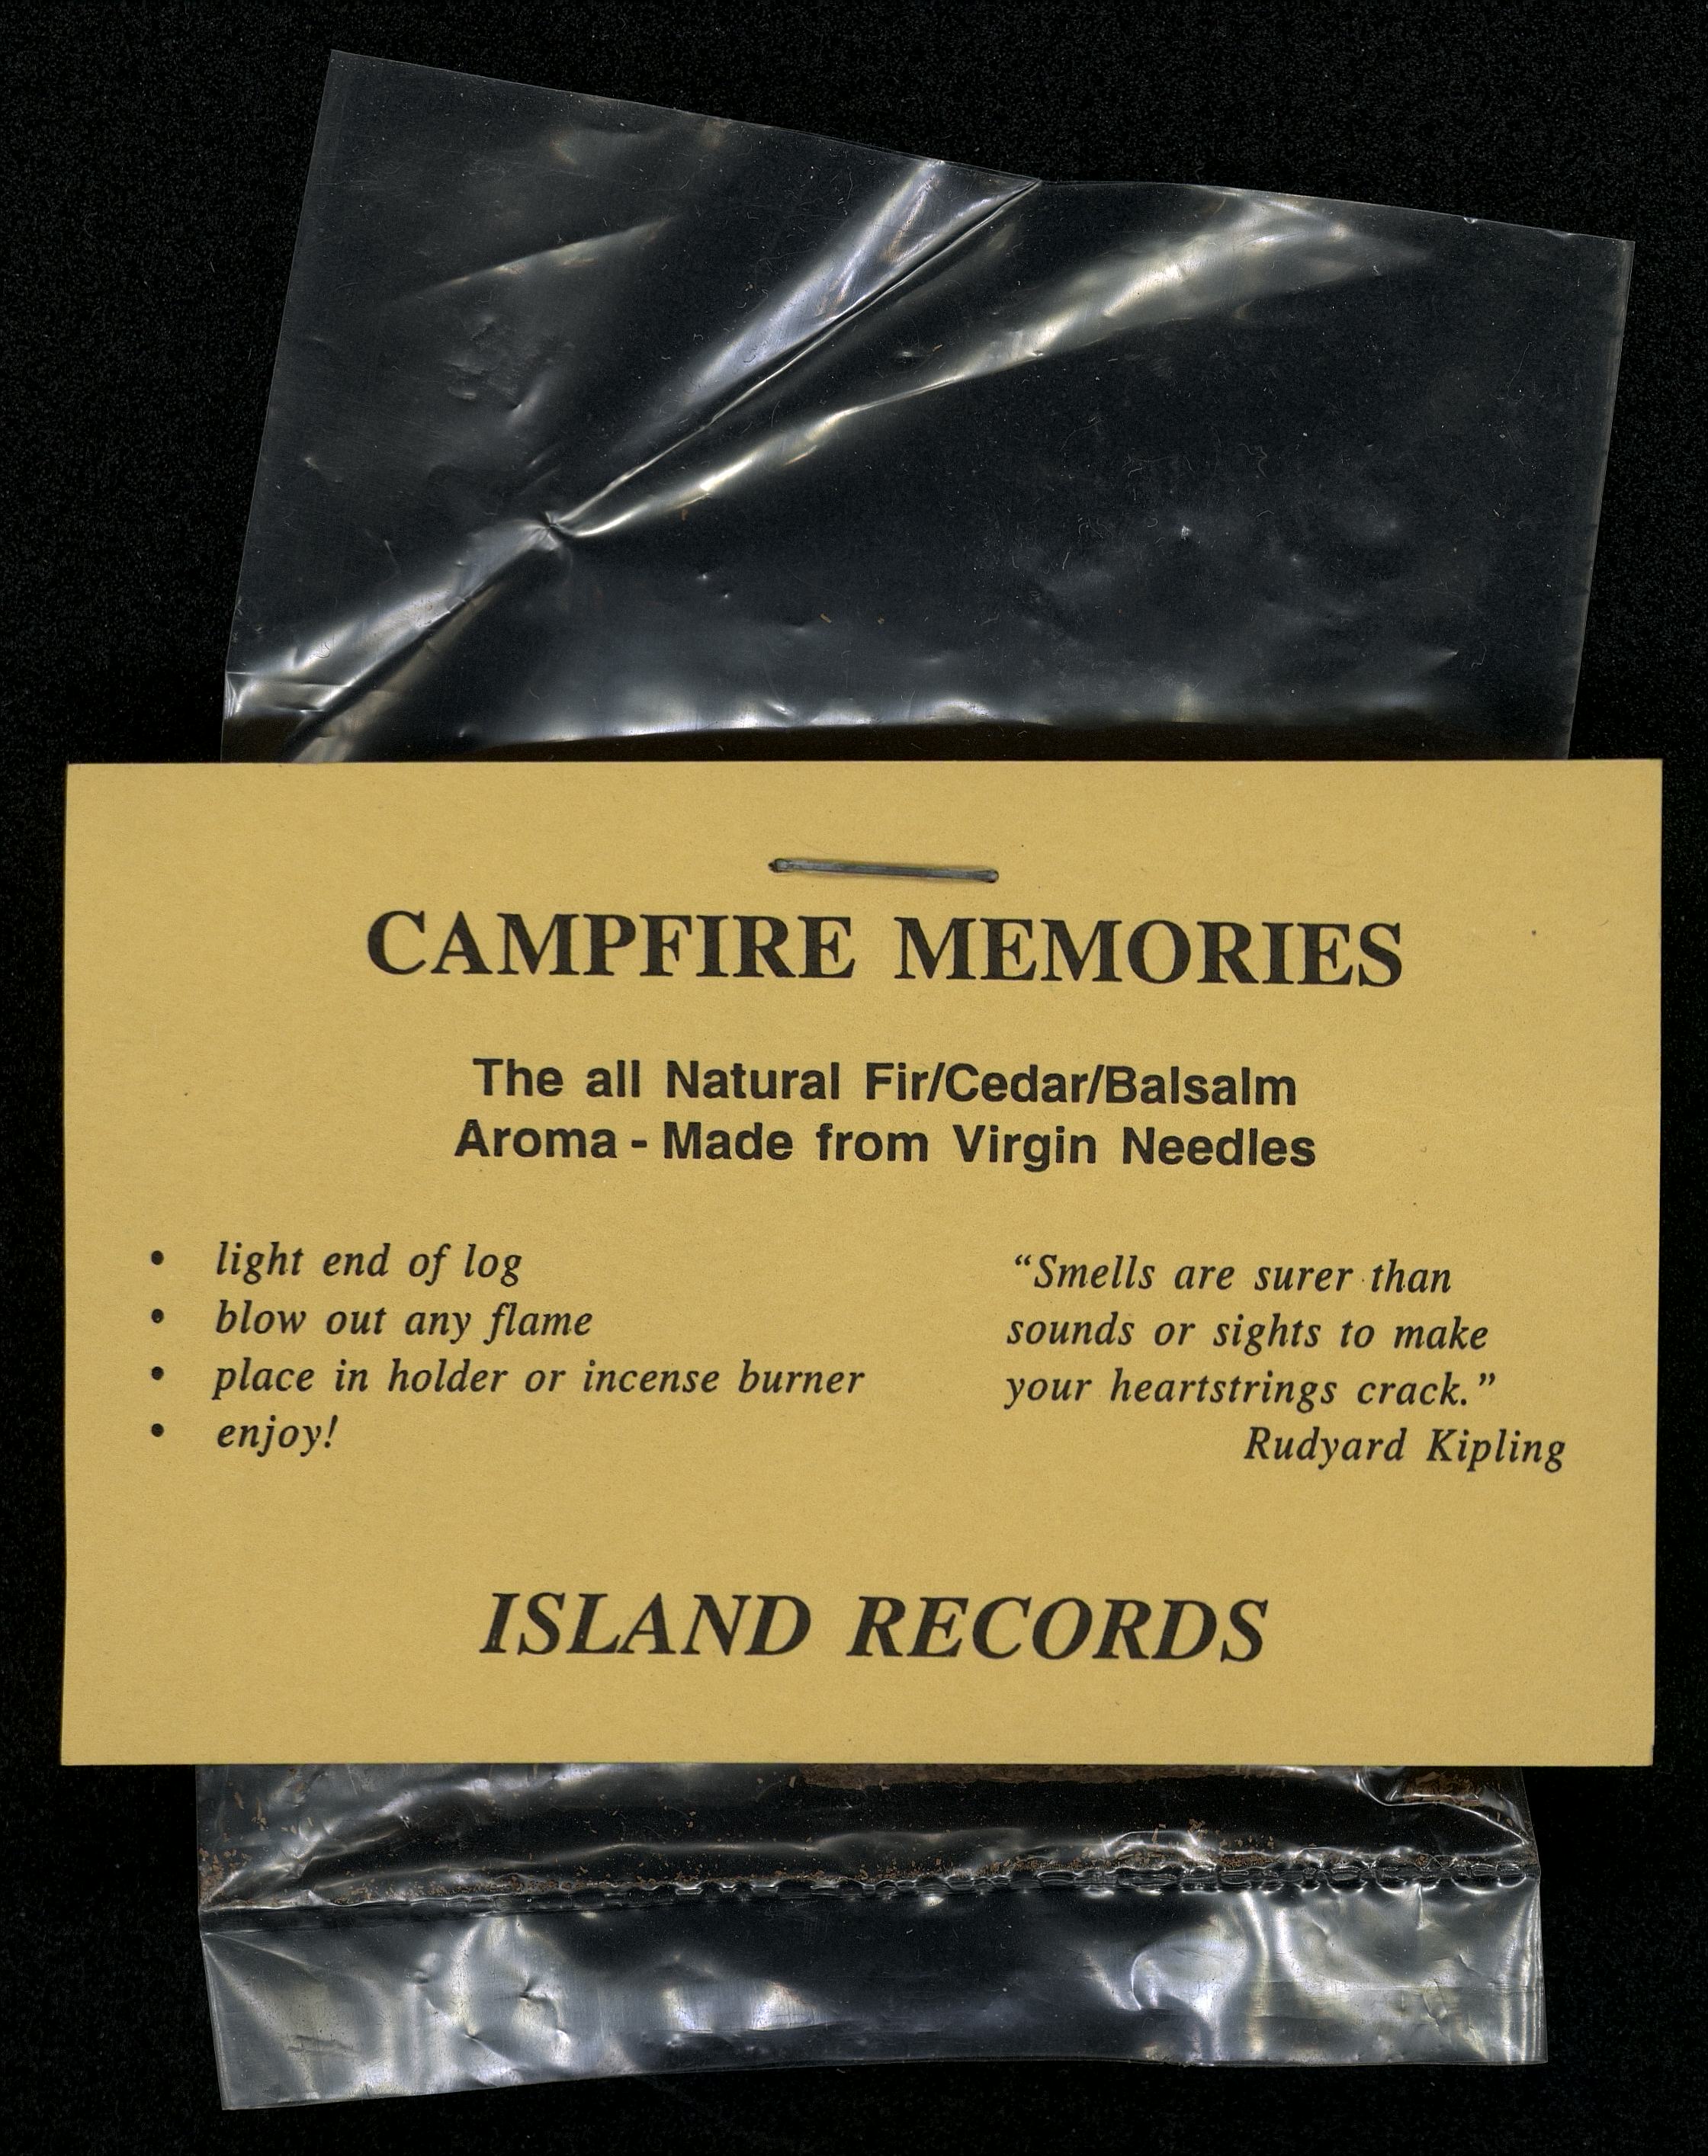 CAMPFIRE MEMORIES
The all Natural Fir/Cedar/Balsalm
Aroma - Made from Virgin Needles
• light end of log
• blow out any flame
• place in holder or incense burner
• enjoy!
“Smells are surer than
sounds or sights to make
your heartstrings crack.”
Rudyard Kipling
ISLAND RECORDS